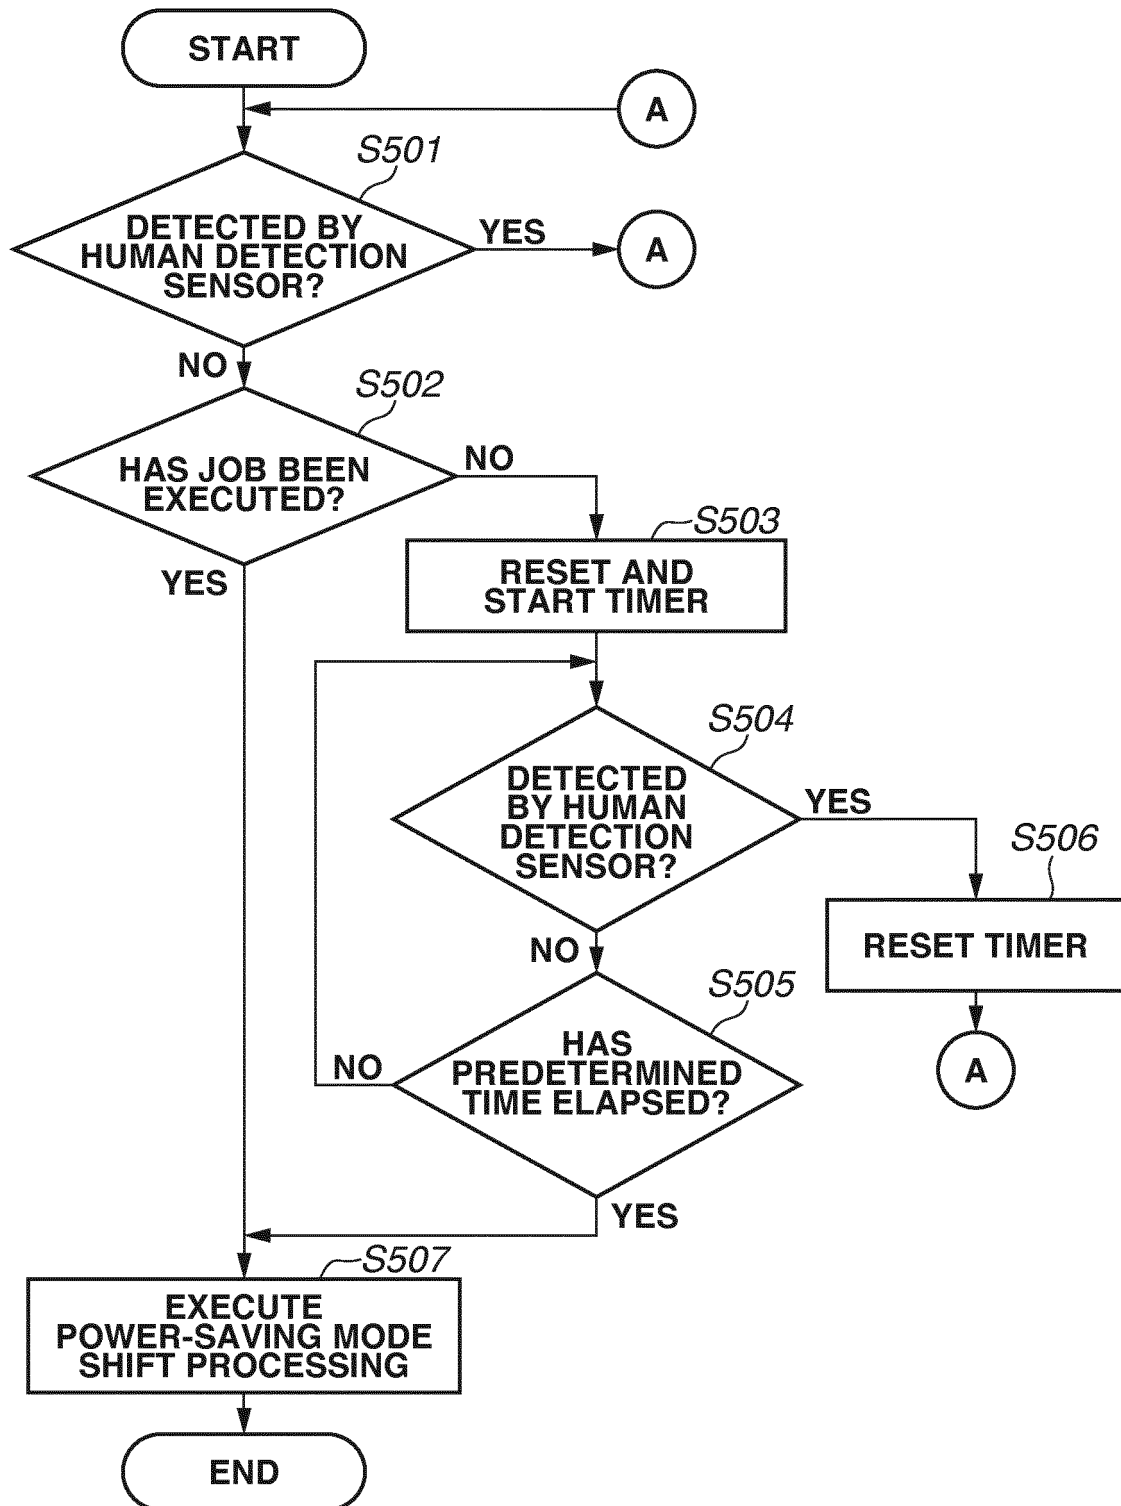 START
A
S501
DETECTED BY
HUMAN DETECTION
SENSOR?
YES
A
NO
S502
HAS JOB BEEN
EXECUTED?
NO
YES
S503
RESET AND
START TIMER
S504
DETECTED
BY HUMAN
DETECTION
SENSOR?
YES
S506
RESET TIMER
A
NO
S505
HAS
PREDETERMINED
TIME ELAPSED?
NO
YES
S507
EXECUTE
POWER-SAVING MODE
SHIFT PROCESSING
END